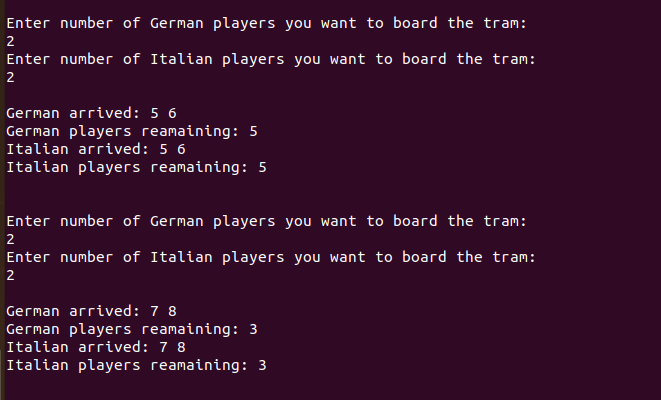 Enter number of German players you want to board the tram:
2
Enter number of Italian players you want to board the tram:
2
German arrived: 5 6
German players reamaining: 5
Italian arrived: 5 6
Italian players reamaining: 5
Enter number of German players you want to board the tram:
2
Enter number of Italian players you want to board the tram:
2
German arrived: 7 8
German players reamaining: 3
Italian arrived: 7 8
Italian players reamaining: 3